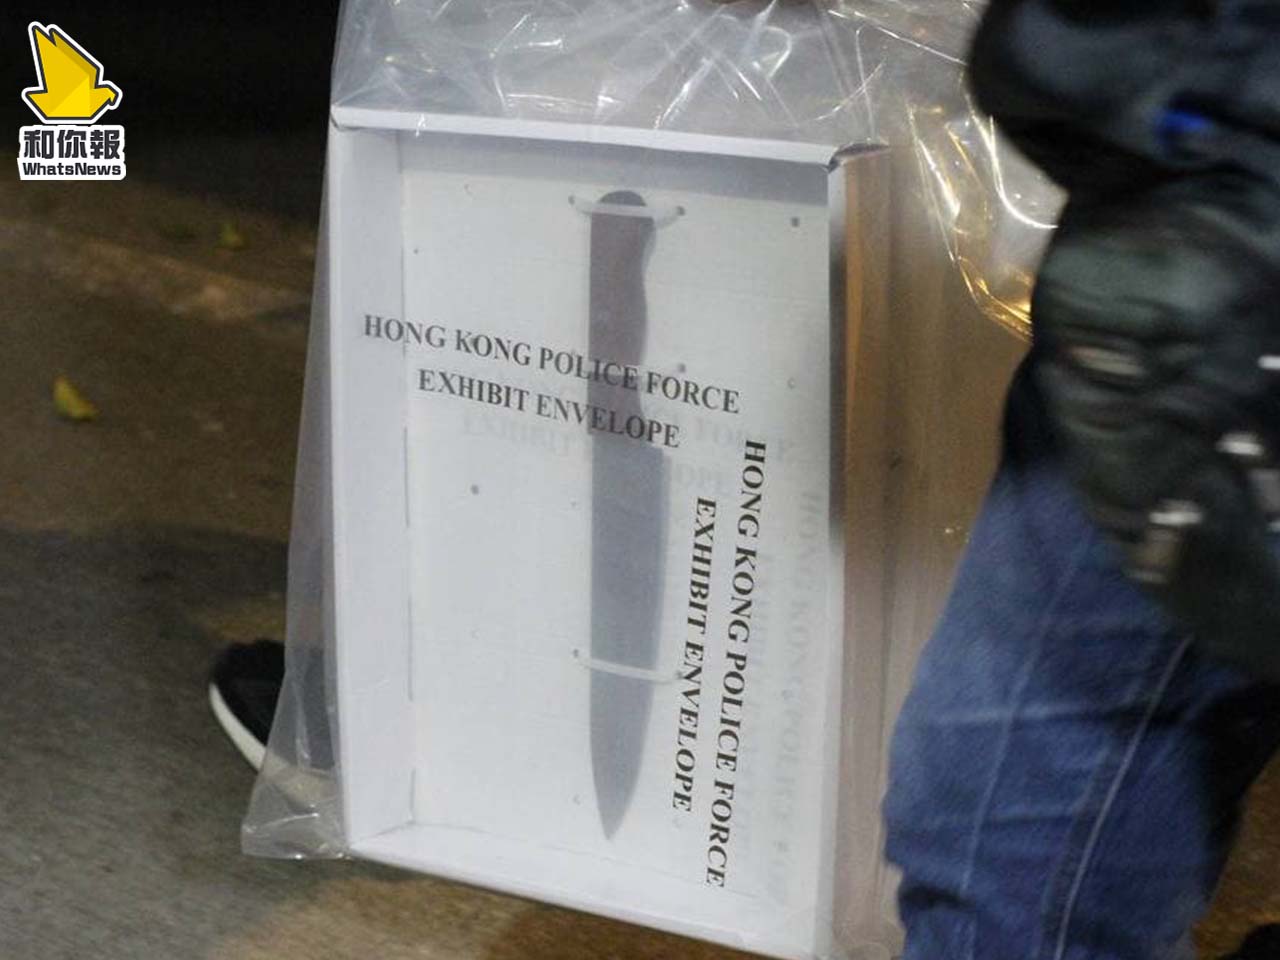 和你報
WhatsNews
HONG KONG POLICE FORCE
EXHIBIT ENVELOPE
HONG KONG POLICE FORCE
EXHIBIT ENVELOPE